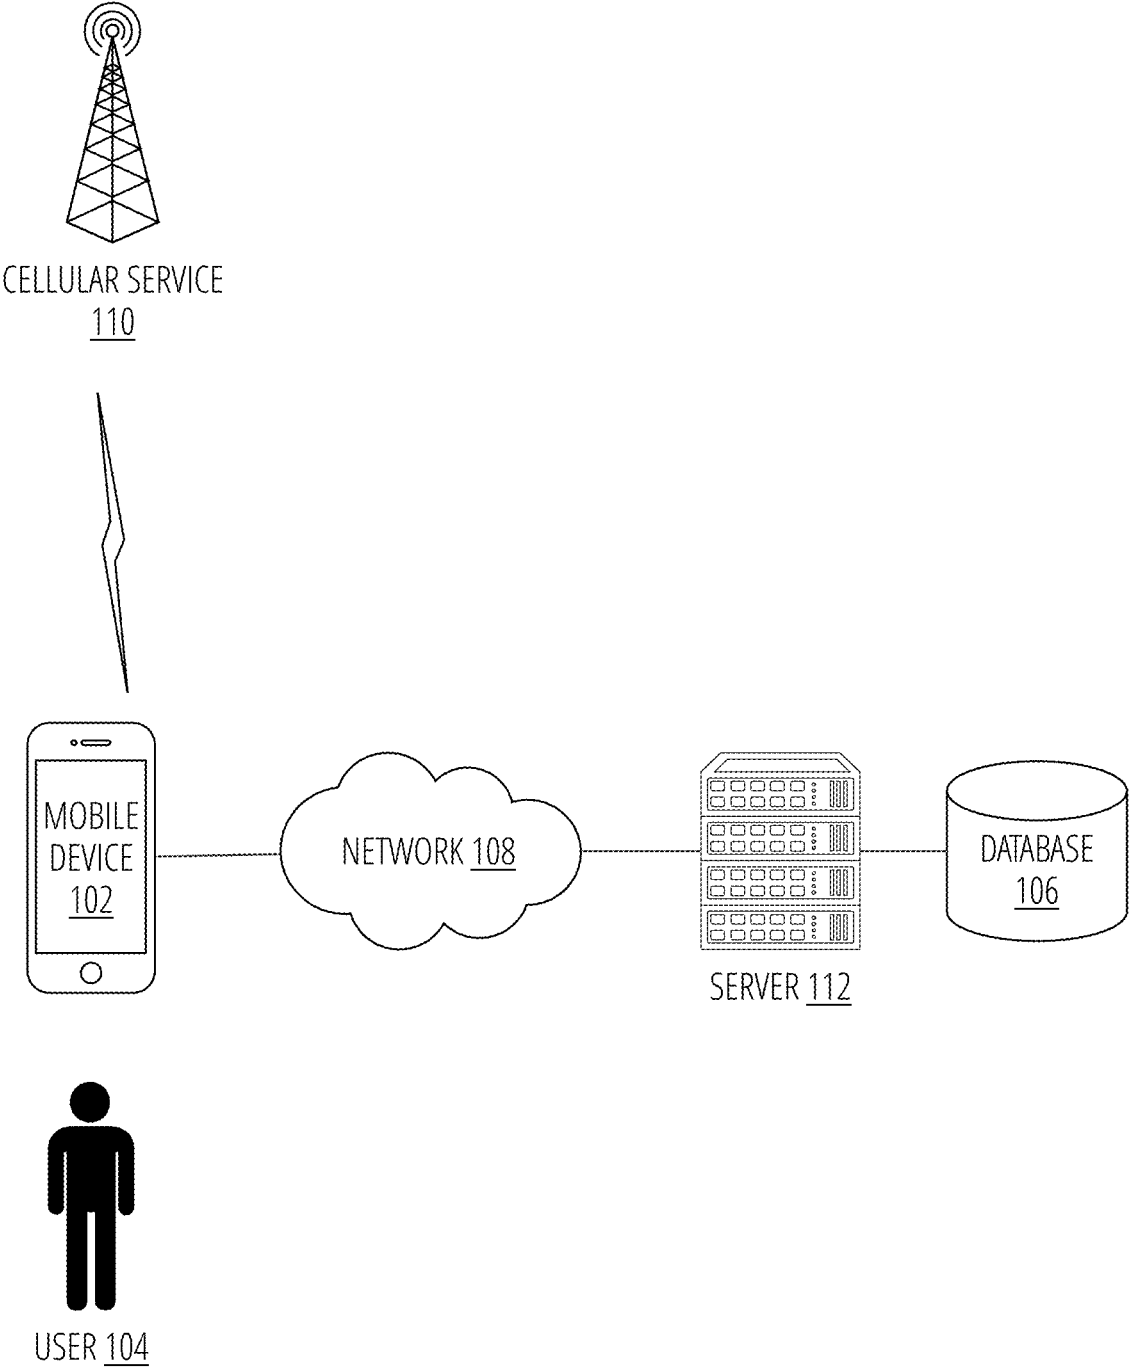 CELLULAR SERVICE
110
MOBILE
DEVICE
102
NETWORK 108
DATABASE
106
SERVER 112
USER 104